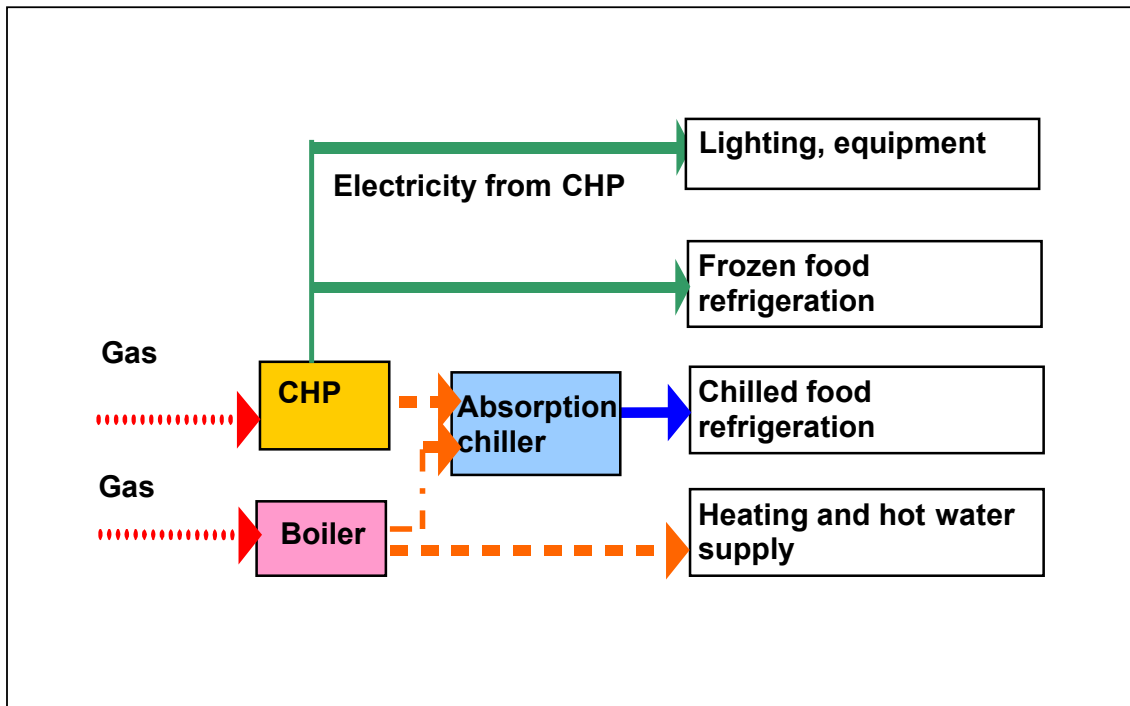 Lighting, equipment
Electricity from CHP
Frozen food
refrigeration
Gas
CHP
Absorption
chiller
Chilled food
refrigeration
Gas
Boiler
Heating and hot water
supply